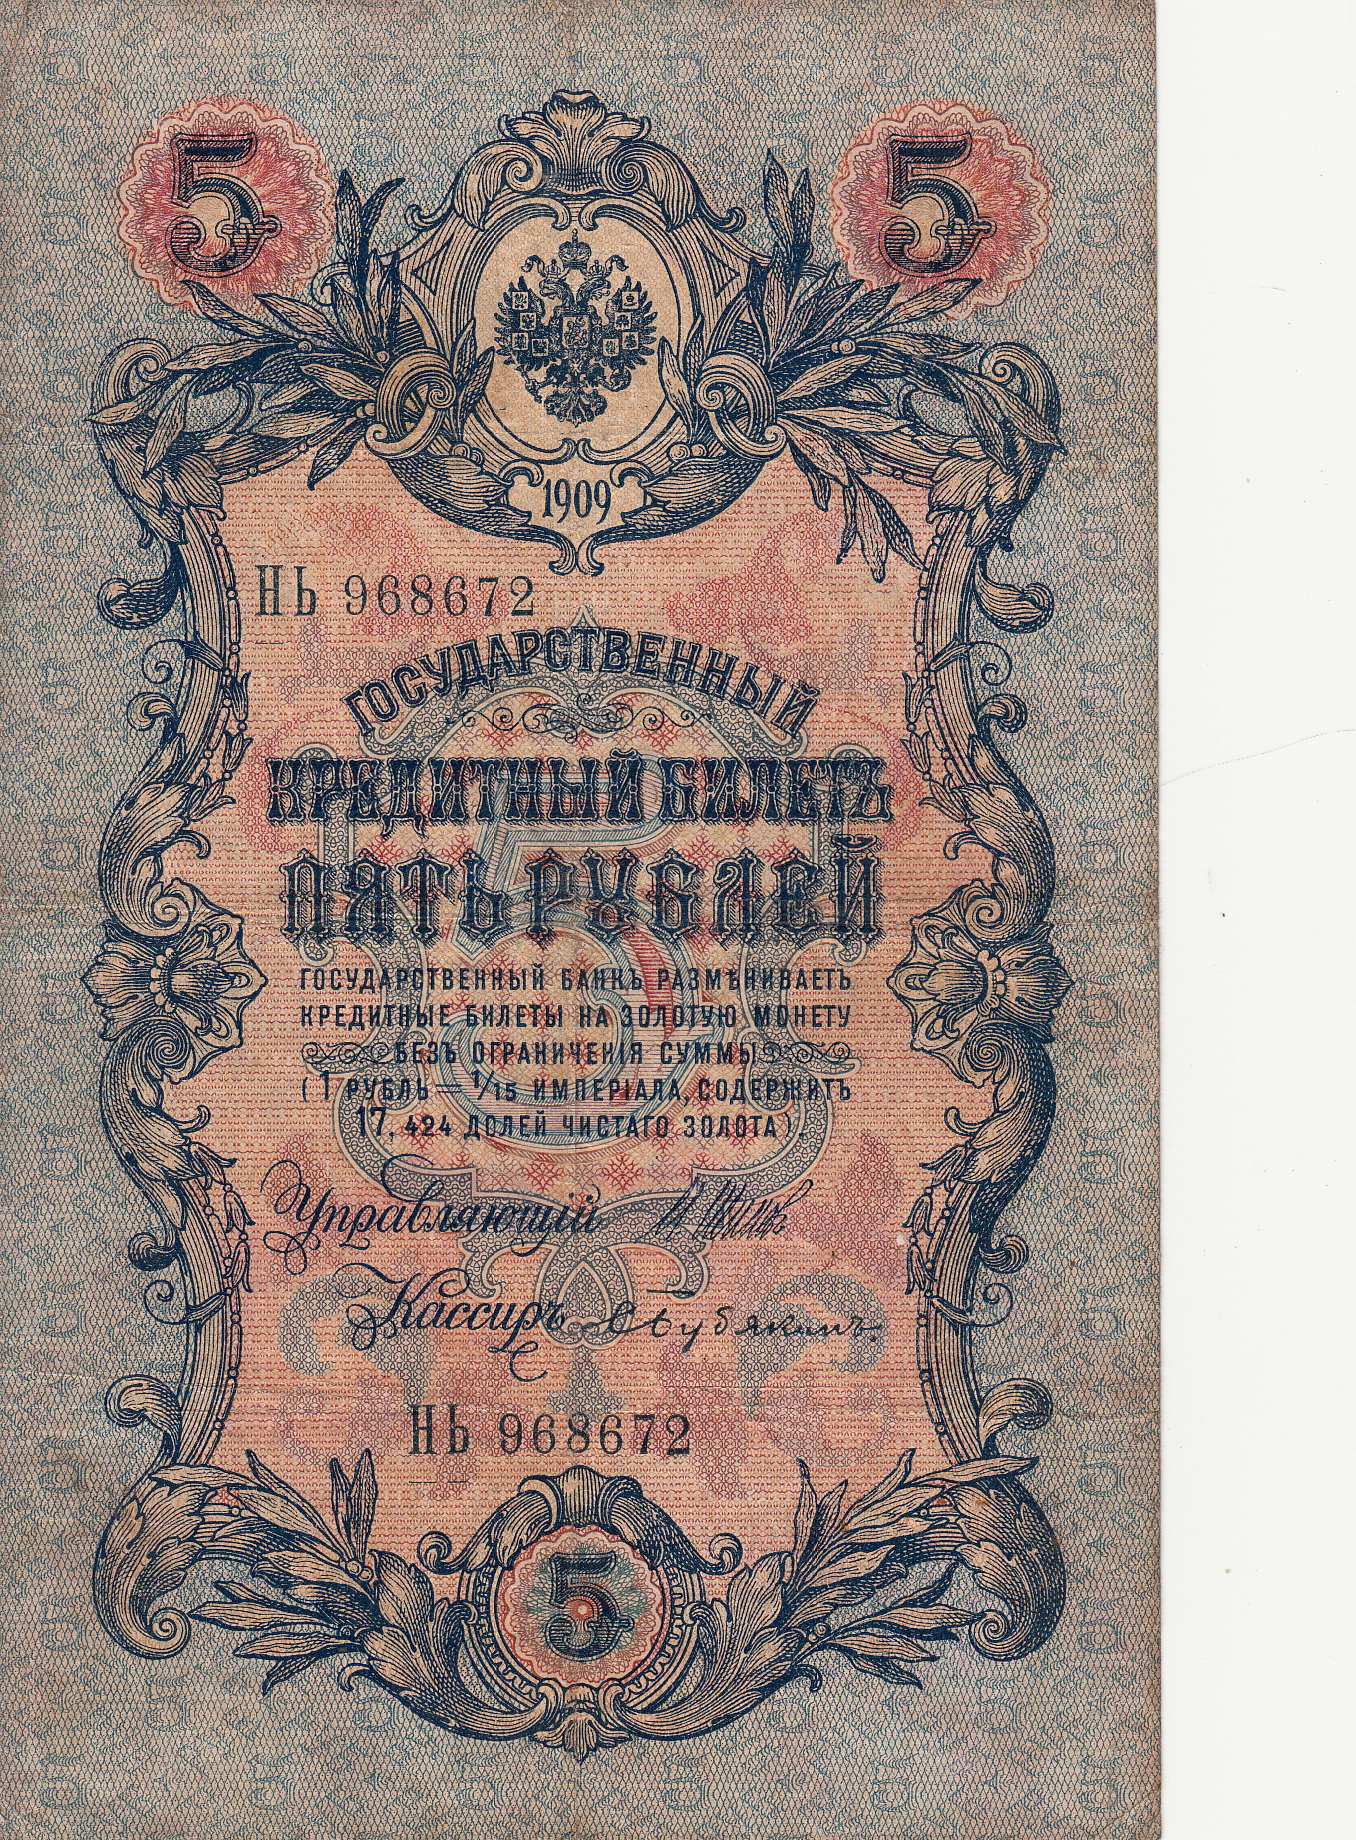 5 5
1909
НЬ 968672
ГОСУДАРСТВЕННЫЙ
КРЕДИТНЫЙ БИЛЕТЪ
ПЯТЬ РУБЛЕЙ
ГОСУДАРСТВЕННЫЙ БАНКЪ РАЗМѢНИВАЕТЪ
КРЕДИТНЫЕ БИЛЕТЫ НА ЗОЛОТУЮ МОНЕТУ
БЕЗЪ ОГРАНИЧЕНІЯ СУММЫ
(1 РУБЛЬ — 1/15 ИМПЕРІАЛА, СОДЕРЖИТЪ
17,424 ДОЛЕЙ ЧИСТАГО ЗОЛОТА).
Управляющій
Кассиръ
НЬ 968672
5